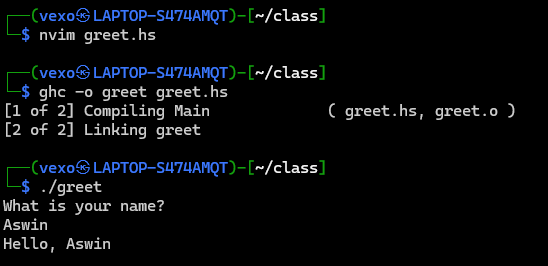 ┌──(vexo㉿LAPTOP-S474AMQT)-[~/class]
└─$ nvim greet.hs
┌──(vexo㉿LAPTOP-S474AMQT)-[~/class]
└─$ ghc -o greet greet.hs
[1 of 2] Compiling Main             ( greet.hs, greet.o )
[2 of 2] Linking greet
┌──(vexo㉿LAPTOP-S474AMQT)-[~/class]
└─$ ./greet
What is your name?
Aswin
Hello, Aswin